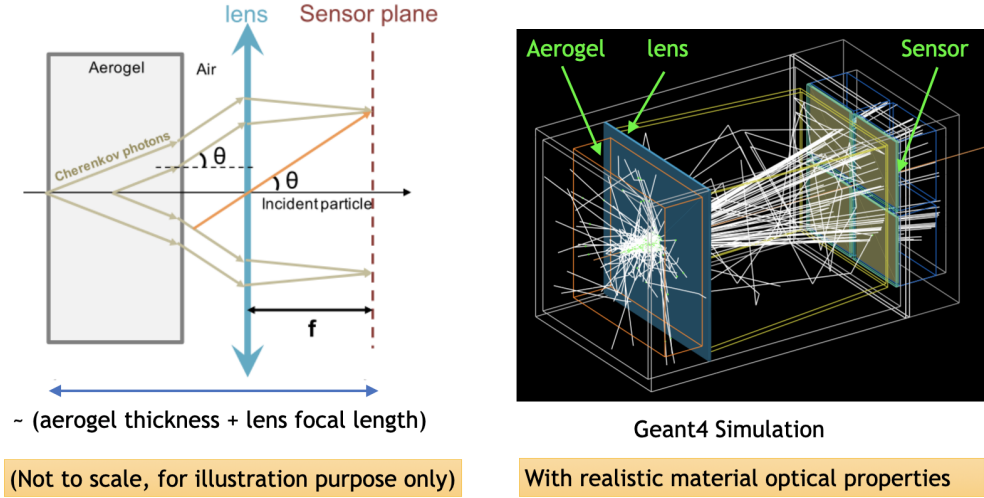 lens
Sensor plane
Aerogel
Air
Cherenkov photons
θ
θ
Incident particle
f
~ (aerogel thickness + lens focal length)
(Not to scale, for illustration purpose only)
Aerogel
lens
Sensor
Geant4 Simulation
With realistic material optical properties